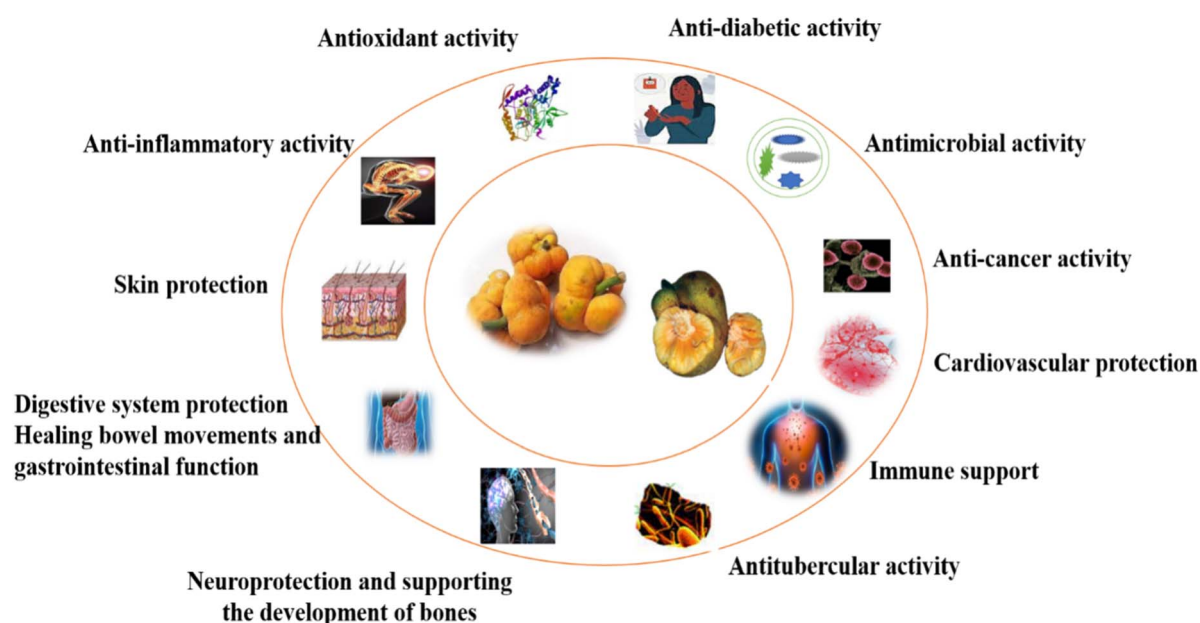 Antioxidant activity
Anti-diabetic activity
Anti-inflammatory activity
Antimicrobial activity
Skin protection
Anti-cancer activity
Cardiovascular protection
Digestive system protection
Healing bowel movements and
gastrointestinal function
Immune support
Neuroprotection and supporting
the development of bones
Antitubercular activity